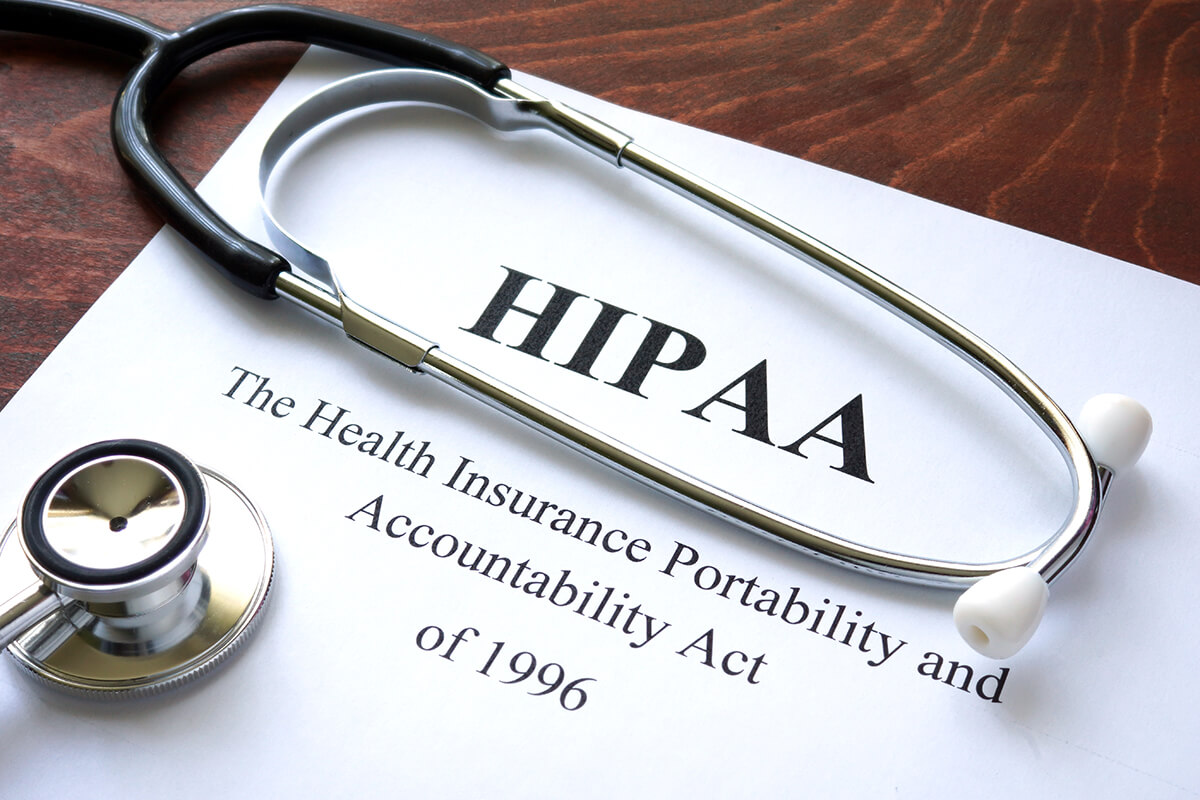 HIPAA
The Health Insurance Portability and
Accountability Act
of 1996